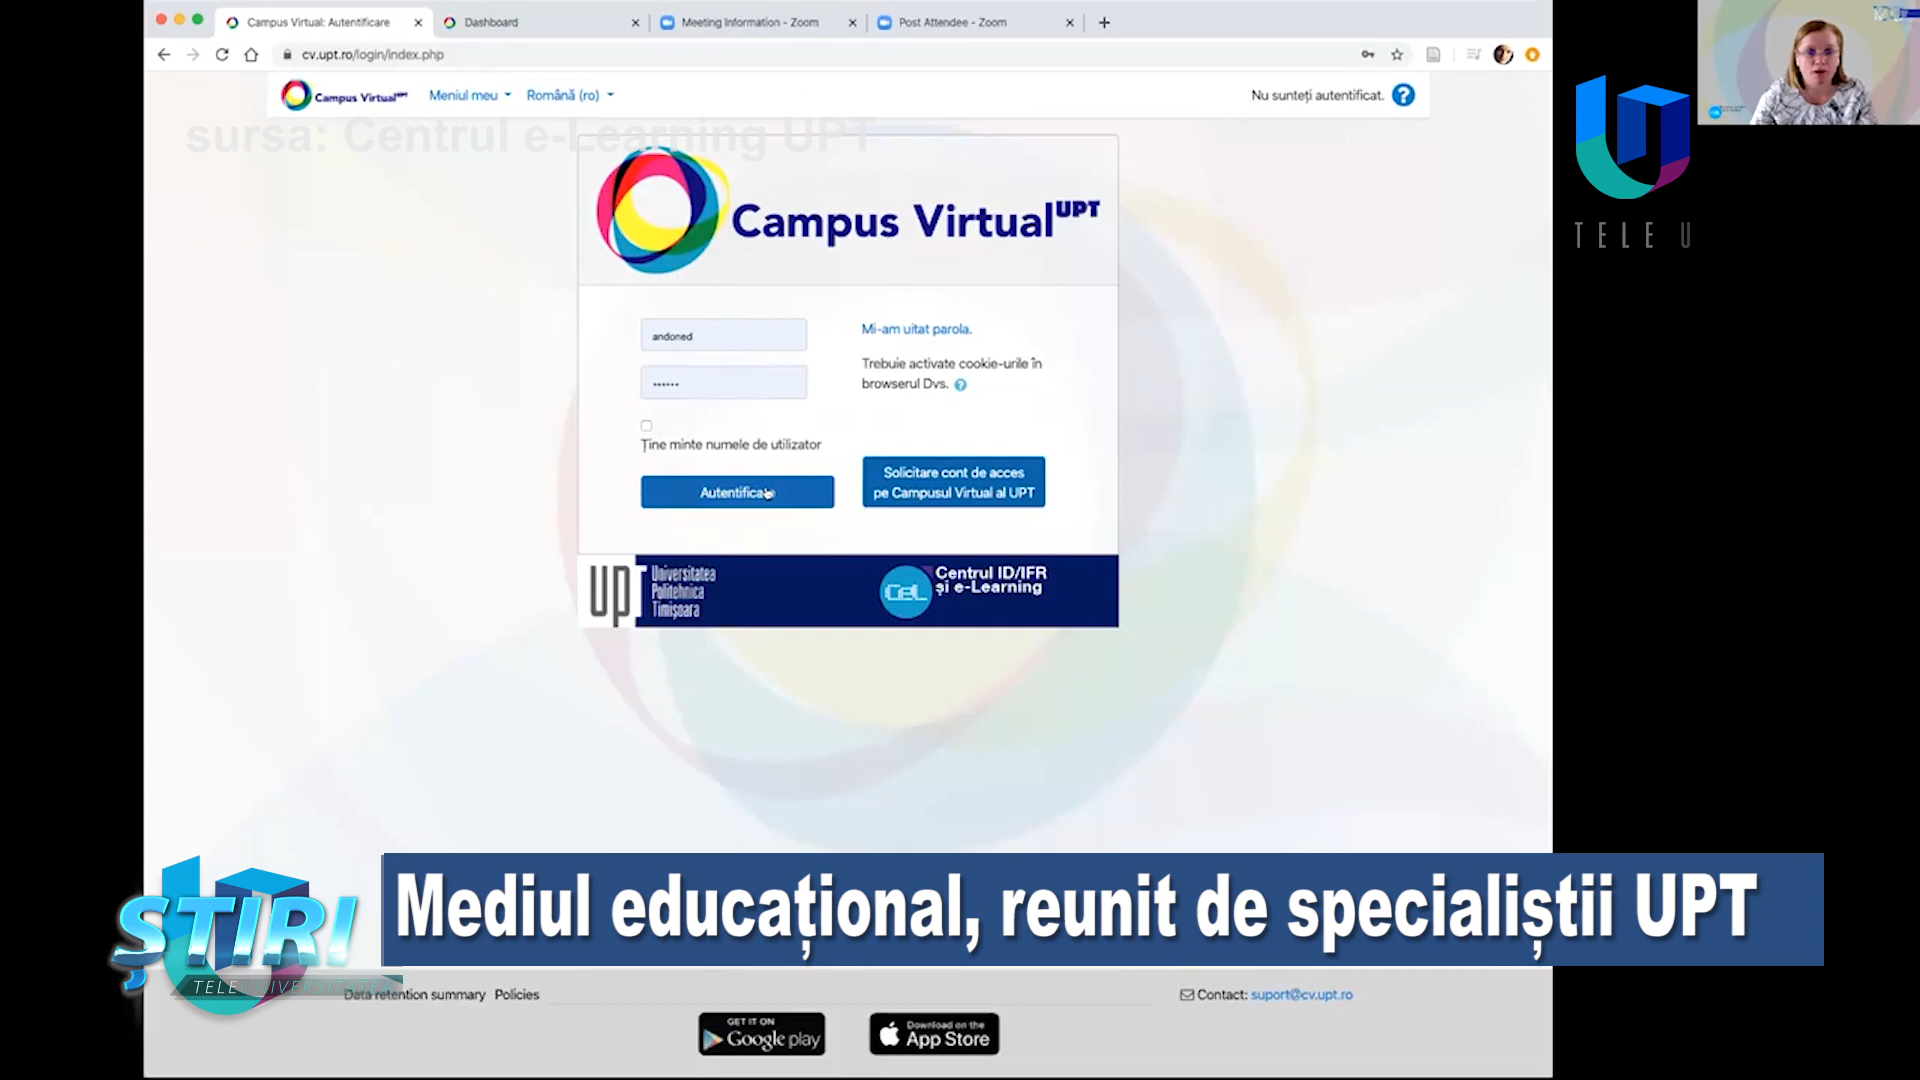 Campus Virtual: Autentificare
Dashboard
Meeting Information - Zoom
Post Attendee - Zoom
cv.upt.ro/login/index.php
Campus Virtual UPT
Meniul meu
Română (ro)
Nu sunteți autentificat.
sursa: Centrul e-Learning UPT
TELE U
Campus Virtual UPT
andoned
Mi-am uitat parola.
Trebuie activate cookie-urile în
browserul Dvs.
Ține minte numele de utilizator
Autentificare
Solicitare cont de acces
pe Campusul Virtual al UPT
UPT
Universitatea
Politehnica
Timișoara
CeL
Centrul ID/IFR
și e-Learning
ȘTIRI
TELEUNIVERSITATEA
Mediul educațional, reunit de specialiștii UPT
Data retention summary
Policies
Contact: suport@cv.upt.ro
GET IT ON
Google play
Download on the
App Store